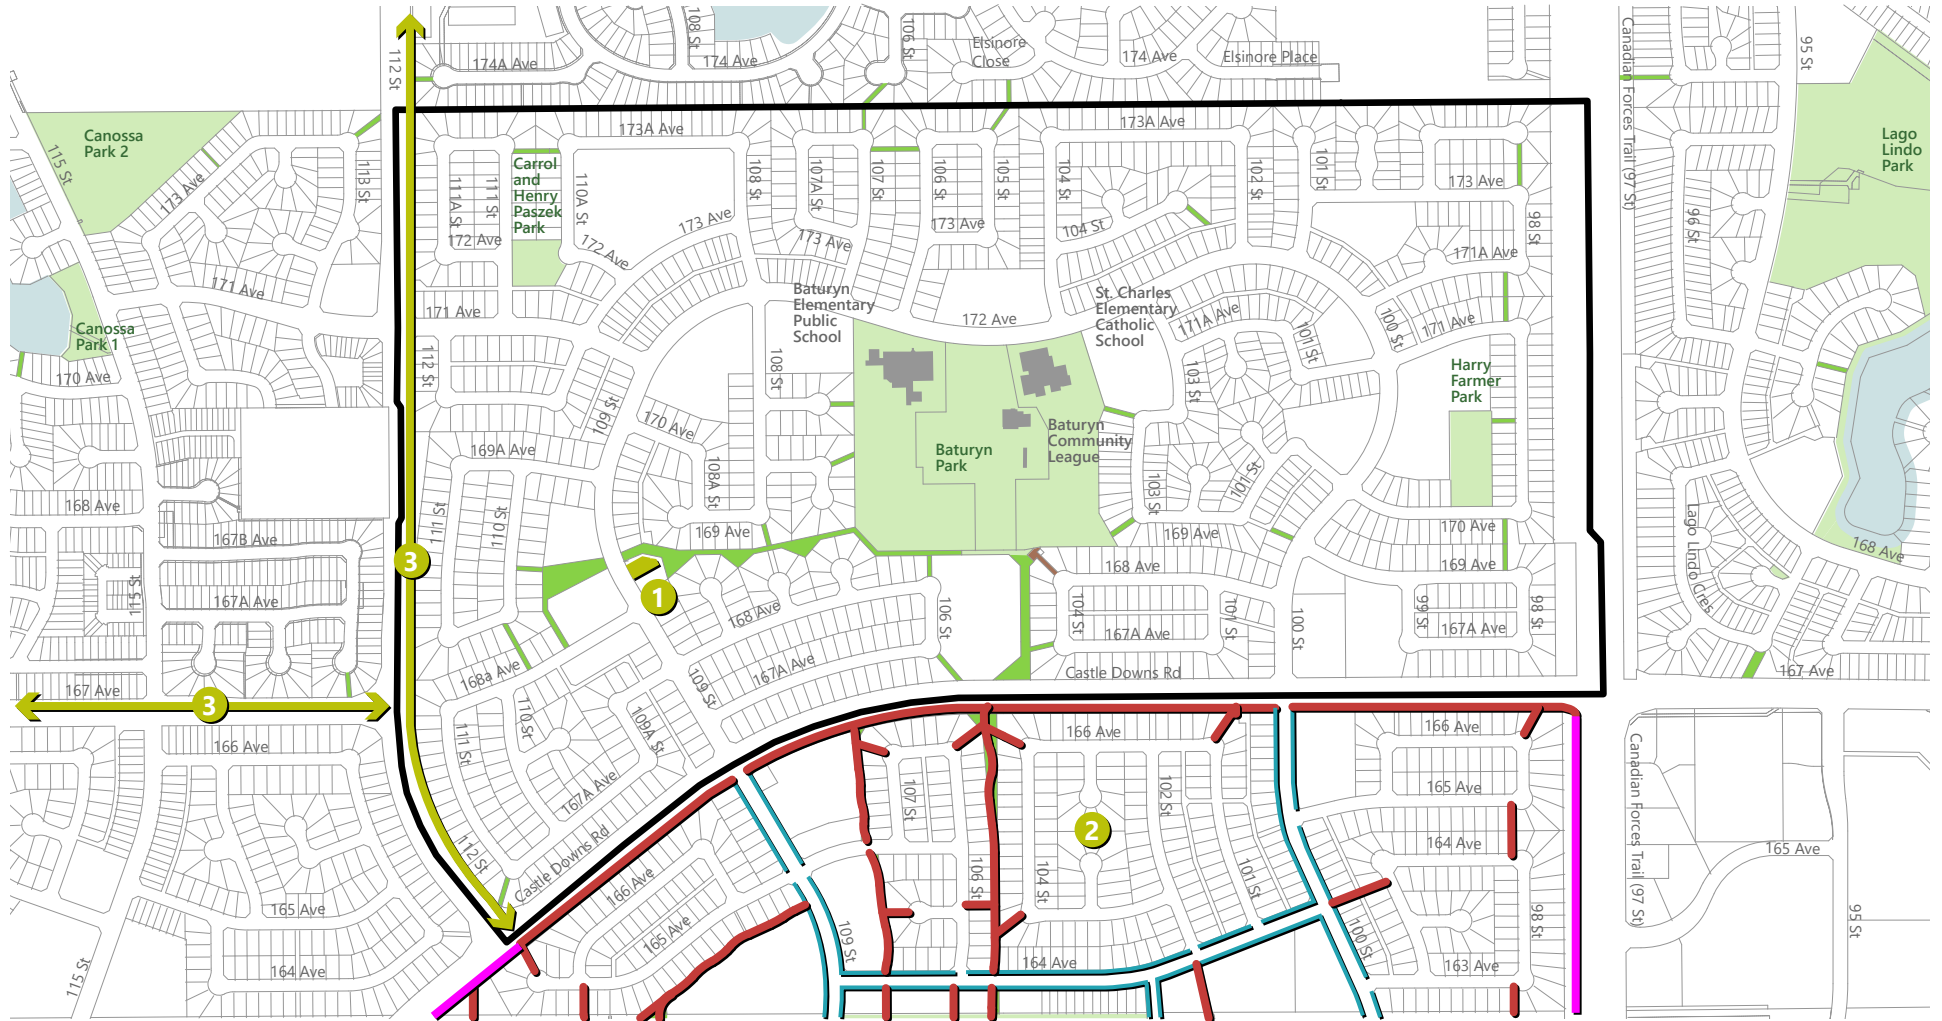 112 St
108 St
106 St
Elsinore
Close
174A Ave
174 Ave
174 Ave
Elsinore Place
Canadian Forces Trail (97 St)
95 St
Canossa
Park 2
115 St
173 Ave
113 St
173A Ave
173A Ave
Carrol
and
Henry
Paszek
Park
111A St
111 St
110A St
108 St
107A St
107 St
106 St
105 St
104 St
102 St
101 St
173 Ave
98 St
Lago
Lindo
Park
96 St
172 Ave
172 Ave
173 Ave
173 Ave
173 Ave
104 St
171A Ave
171 Ave
Canossa
Park 1
170 Ave
171 Ave
Baturyn
Elementary
Public
School
172 Ave
St. Charles
Elementary
Catholic
School
171A Ave
101 St
100 St
171 Ave
112 St
108 St
103 St
Harry
Farmer
Park
109 St
170 Ave
169A Ave
Baturyn
Park
Baturyn
Community
League
108A St
103 St
101 St
168 Ave
111 St
110 St
169 Ave
169 Ave
170 Ave
167B Ave
3
168 Ave
169 Ave
Lago Lindo Cres
168 Ave
115 St
167A Ave
1
168 Ave
106 St
104 St
167A Ave
101 St
100 St
99 St
167A Ave
98 St
167 Ave
3
168a Ave
109 St
167A Ave
Castle Downs Rd
167 Ave
166 Ave
111 St
110 St
109A St
166 Ave
166 Ave
Canadian Forces Trail (97 St)
167A Ave
107 St
102 St
165 Ave
2
112 St
Castle Downs Rd
166 Ave
106 St
104 St
101 St
164 Ave
165 Ave
165 Ave
165 Ave
109 St
100 St
98 St
95 St
164 Ave
164 Ave
163 Ave
115 St